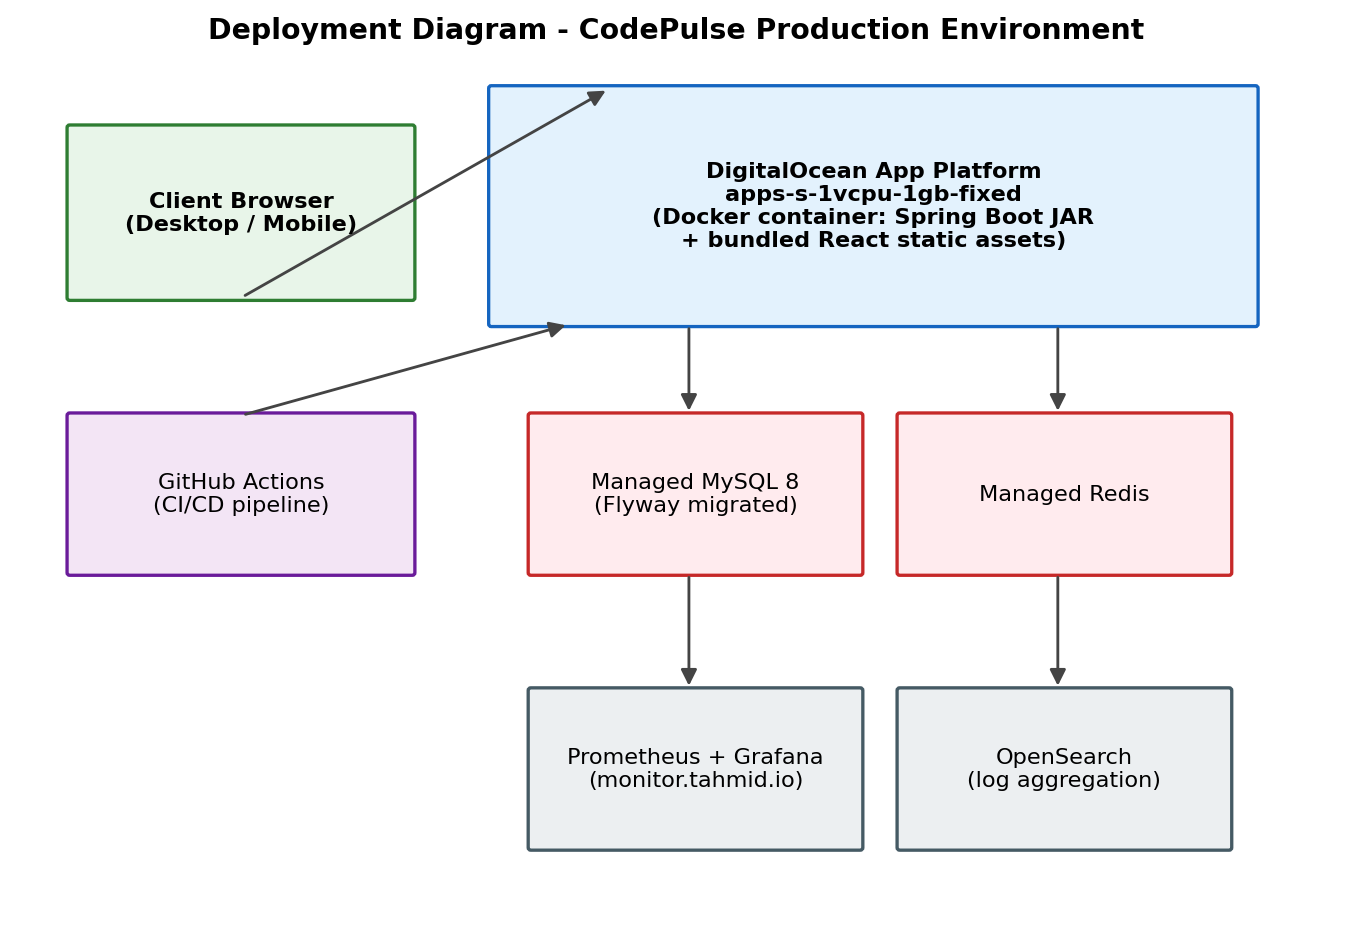 Deployment Diagram - CodePulse Production Environment
Client Browser
(Desktop / Mobile)
DigitalOcean App Platform
apps-s-1vcpu-1gb-fixed
(Docker container: Spring Boot JAR
+ bundled React static assets)
GitHub Actions
(CI/CD pipeline)
Managed MySQL 8
(Flyway migrated)
Managed Redis
Prometheus + Grafana
(monitor.tahmid.io)
OpenSearch
(log aggregation)